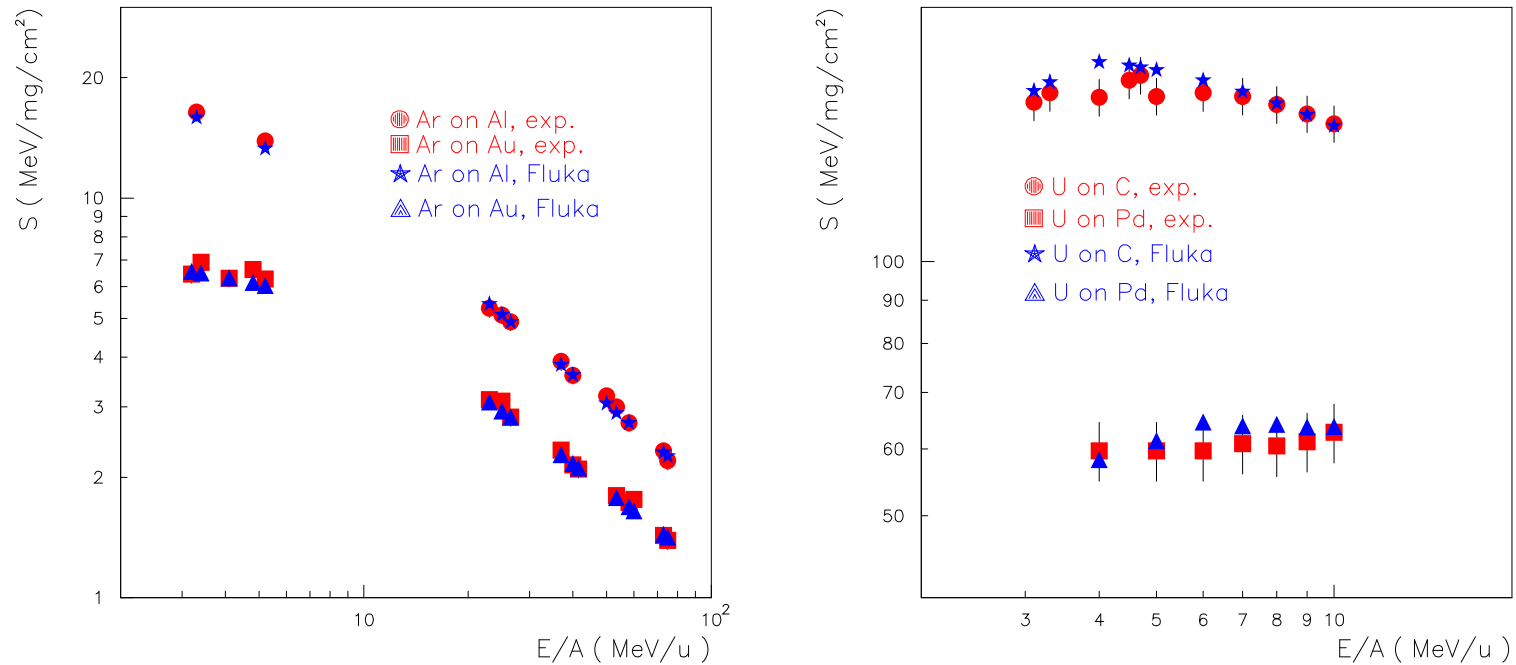 S ( MeV/mg/cm²)
20
10
9
8
7
6
5
4
3
2
1
Ar on Al, exp.
Ar on Au, exp.
Ar on Al, Fluka
Ar on Au, Fluka
10
10²
E/A ( MeV/u )
S ( MeV/mg/cm²)
100
90
80
70
60
50
U on C, exp.
U on Pd, exp.
U on C, Fluka
U on Pd, Fluka
3 4 5 6 7 8 9 10
E/A ( MeV/u )